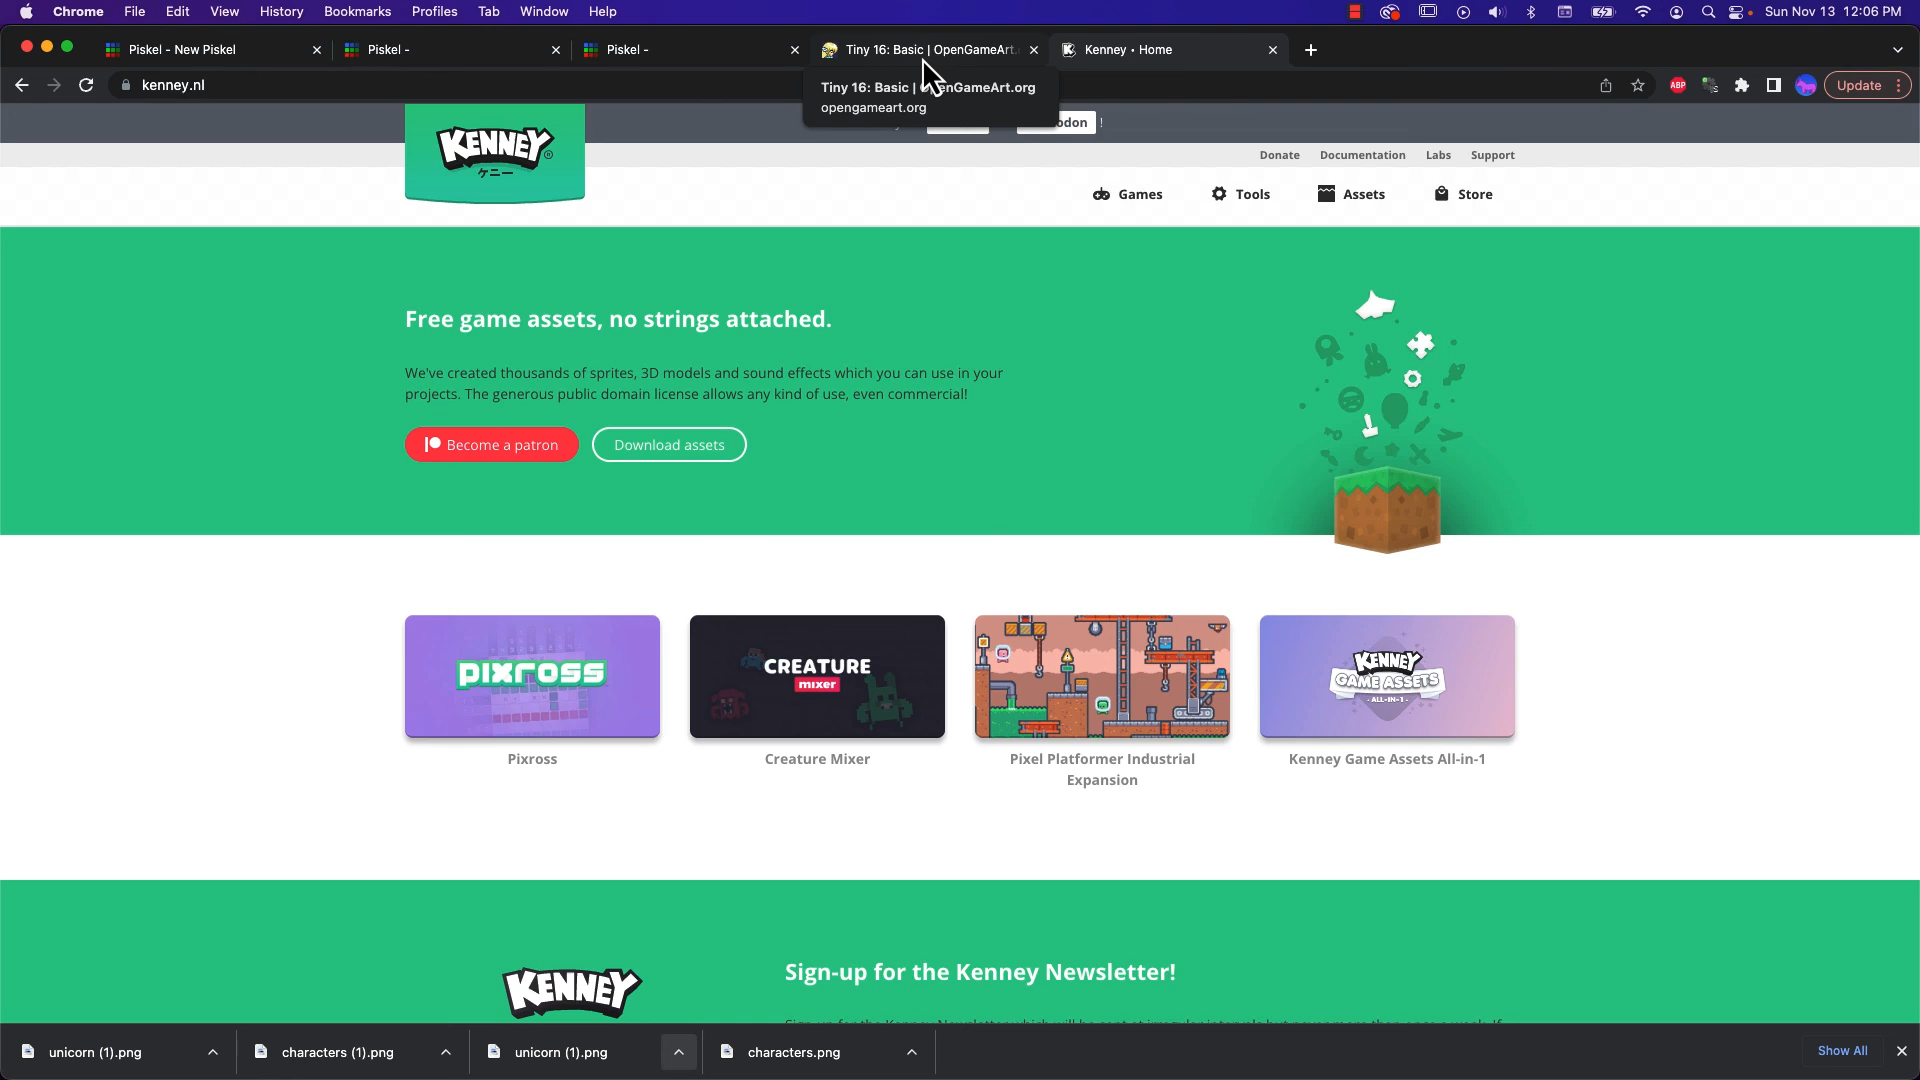 Chrome File Edit View History Bookmarks Profiles Tab Window Help Sun Nov 13 12:06 PM
Piskel - New Piskel Piskel - Piskel - Tiny 16: Basic | OpenGameArt. Kenney • Home
kenney.nl ABP Update
Tiny 16: Basic | OpenGameArt.org
opengameart.org
!
KENNEY
ケニー
Donate Documentation Labs Support
Games Tools Assets Store
Free game assets, no strings attached.
We've created thousands of sprites, 3D models and sound effects which you can use in your
projects. The generous public domain license allows any kind of use, even commercial!
Become a patron Download assets
PIXROSS
CREATURE
mixer
KENNEY
GAME ASSETS
- ALL-IN-1 -
Pixross Creature Mixer Pixel Platformer Industrial
Expansion
Kenney Game Assets All-in-1
Sign-up for the Kenney Newsletter!
KENNEY
unicorn (1).png characters (1).png unicorn (1).png characters.png Show All